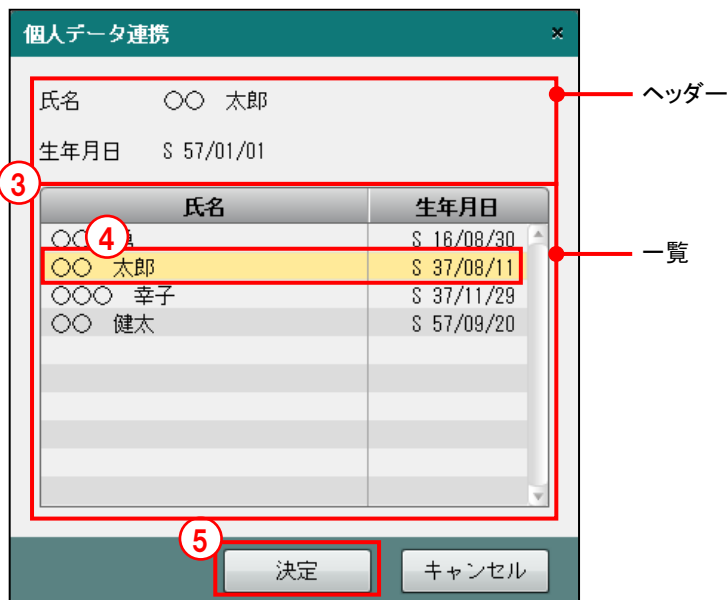 個人データ連携 ×
氏名 〇〇 太郎 ヘッダー
生年月日 S 57/01/01
3
氏名 生年月日
4
〇〇 S 16/08/30
〇〇 太郎 S 37/08/11 一覧
〇〇〇 幸子 S 37/11/29
〇〇 健太 S 57/09/20
5
決定 キャンセル